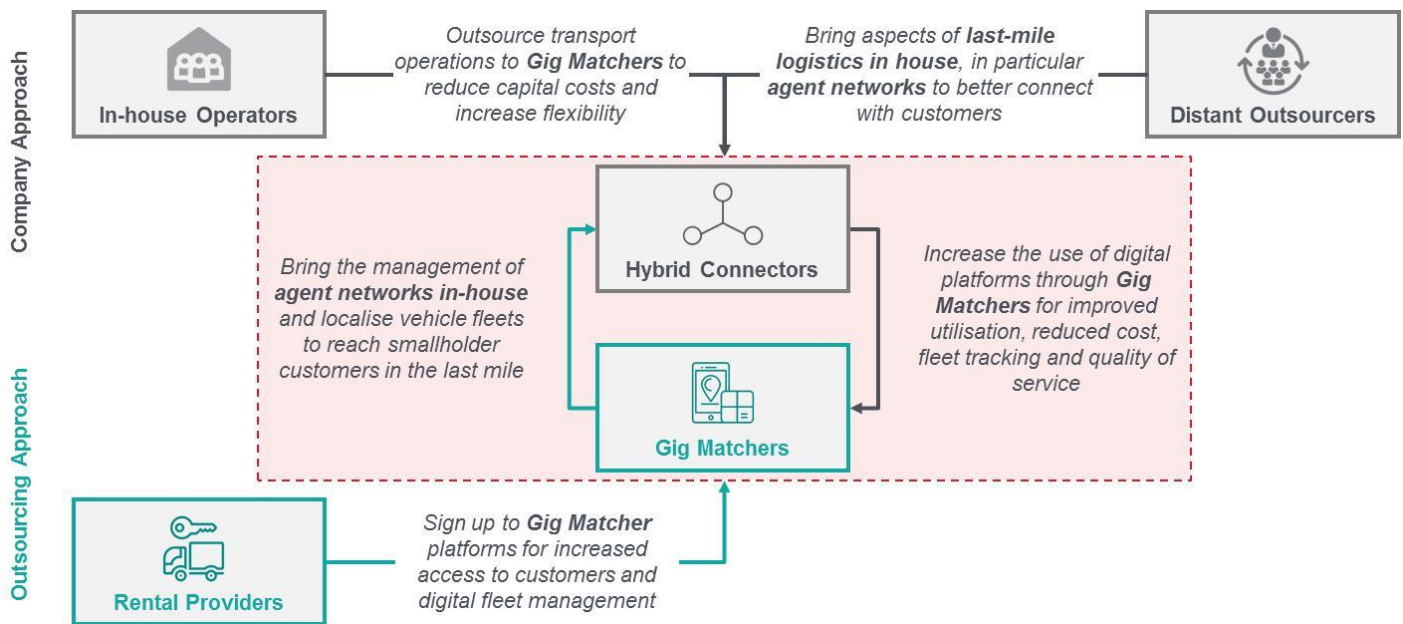 Company Approach
Outsource transport
operations to Gig Matchers to
reduce capital costs and
increase flexibility
Bring aspects of last-mile
logistics in house, in particular
agent networks to better connect
with customers
In-house Operators
Distant Outsourcers
Hybrid Connectors
Bring the management of
agent networks in-house
and localise vehicle fleets
to reach smallholder
customers in the last mile
Increase the use of digital
platforms through Gig
Matchers for improved
utilisation, reduced cost,
fleet tracking and quality of
service
Outsourcing Approach
Gig Matchers
Rental Providers
Sign up to Gig Matcher
platforms for increased
access to customers and
digital fleet management